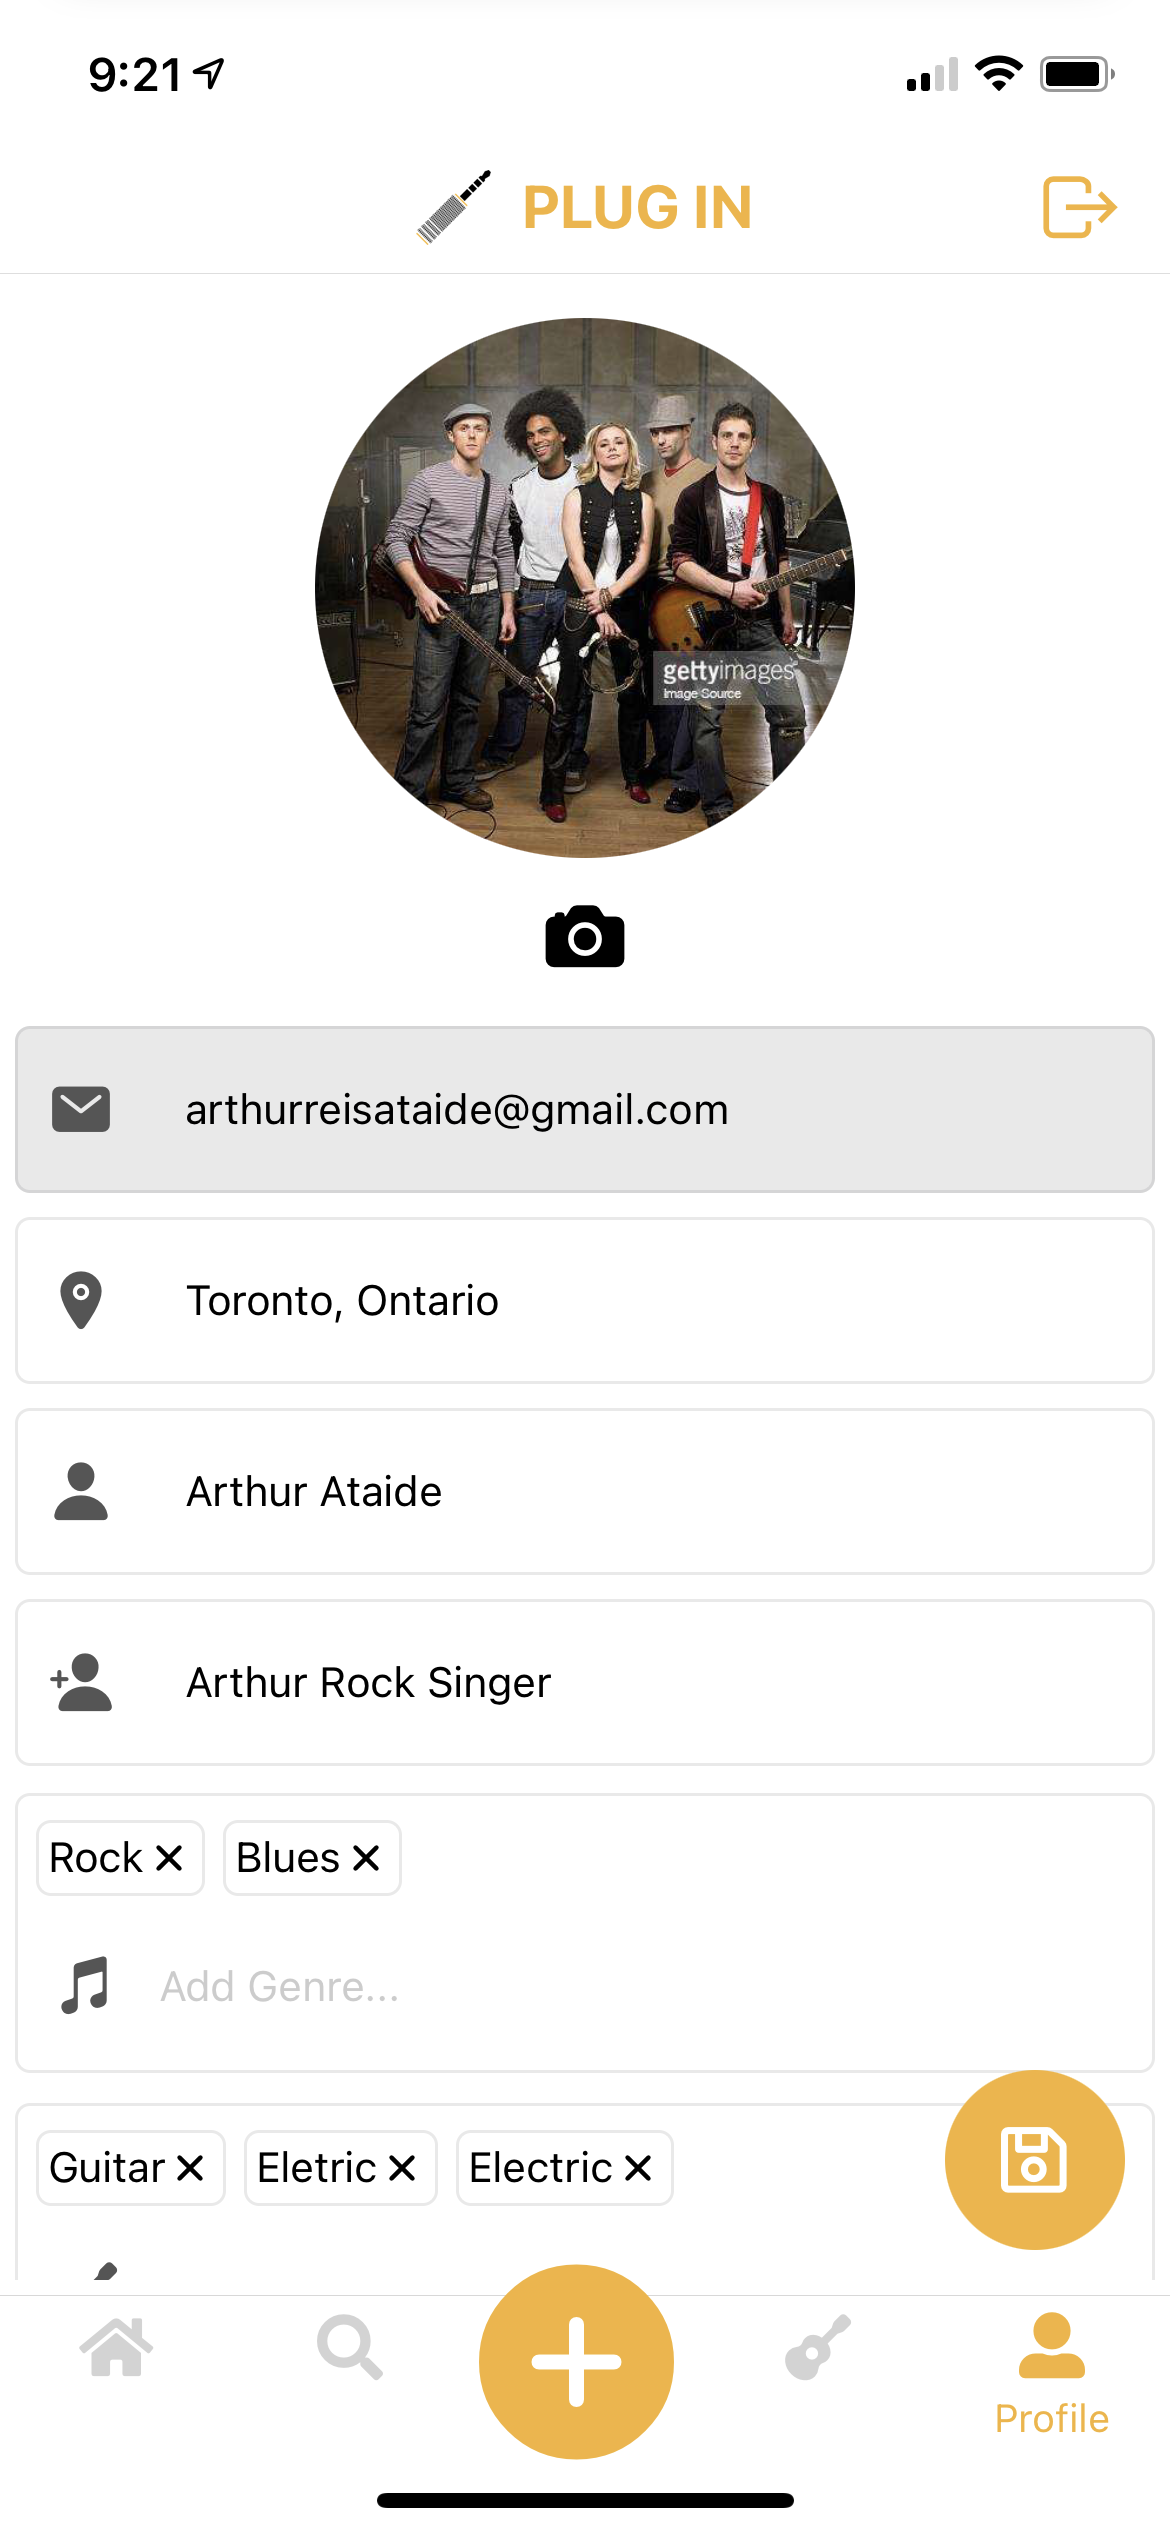 9:21
PLUG IN
gettyimages
Image Source
arthurreisataide@gmail.com
Toronto, Ontario
Arthur Ataide
Arthur Rock Singer
Rock Blues
Add Genre...
Guitar Eletric Electric
Profile